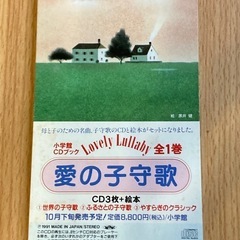 絵 黒井 健
母と子のための名曲、子守歌のCDと絵本がセットになりました。
小学館
CDブック
Lovely Lullaby 全1巻
愛の子守歌
CD3枚+絵本
①世界の子守歌②ふるさとの子守歌③やすらぎのクラシック
10月下旬発売予定/定価8,800円(税込)/小学館